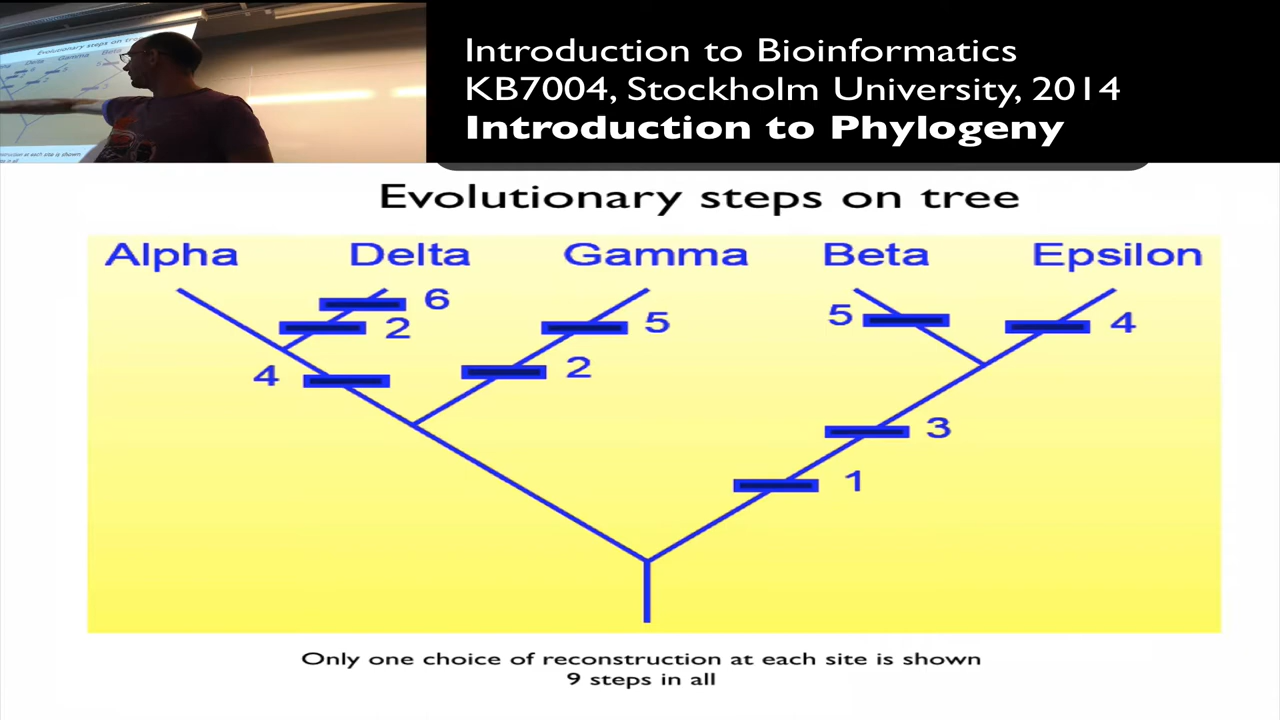 Introduction to Bioinformatics
KB7004, Stockholm University, 2014
Introduction to Phylogeny
Evolutionary steps on tree
Alpha Delta Gamma Beta Epsilon
6
2
5
5
4
4
2
3
1
Only one choice of reconstruction at each site is shown
9 steps in all